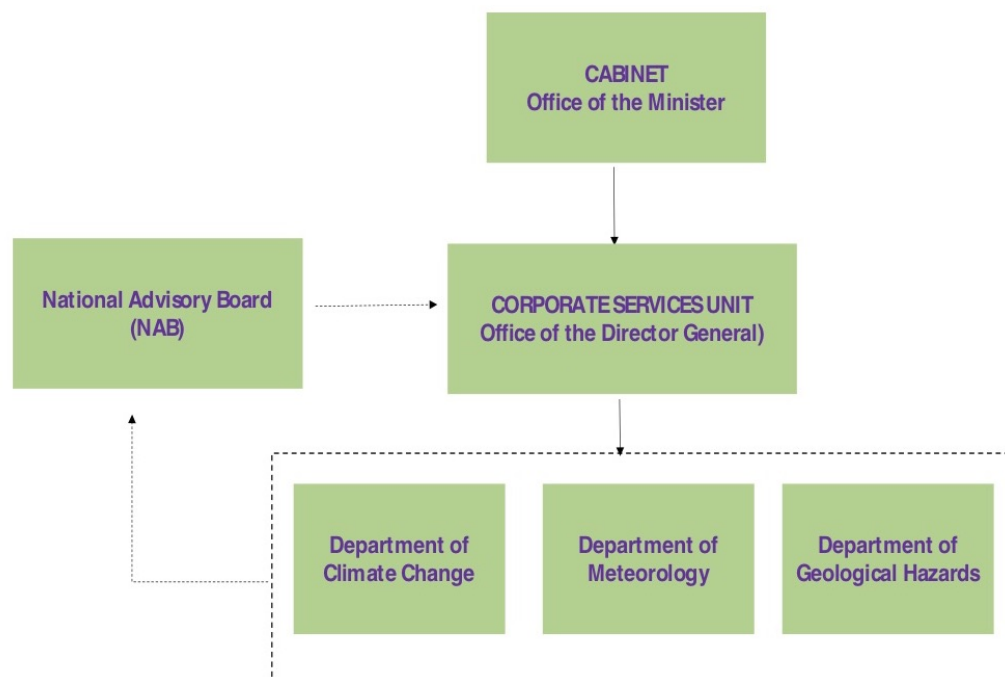 CABINET
Office of the Minister
National Advisory Board
(NAB)
CORPORATE SERVICES UNIT
Office of the Director General)
Department of
Climate Change
Department of
Meteorology
Department of
Geological Hazards